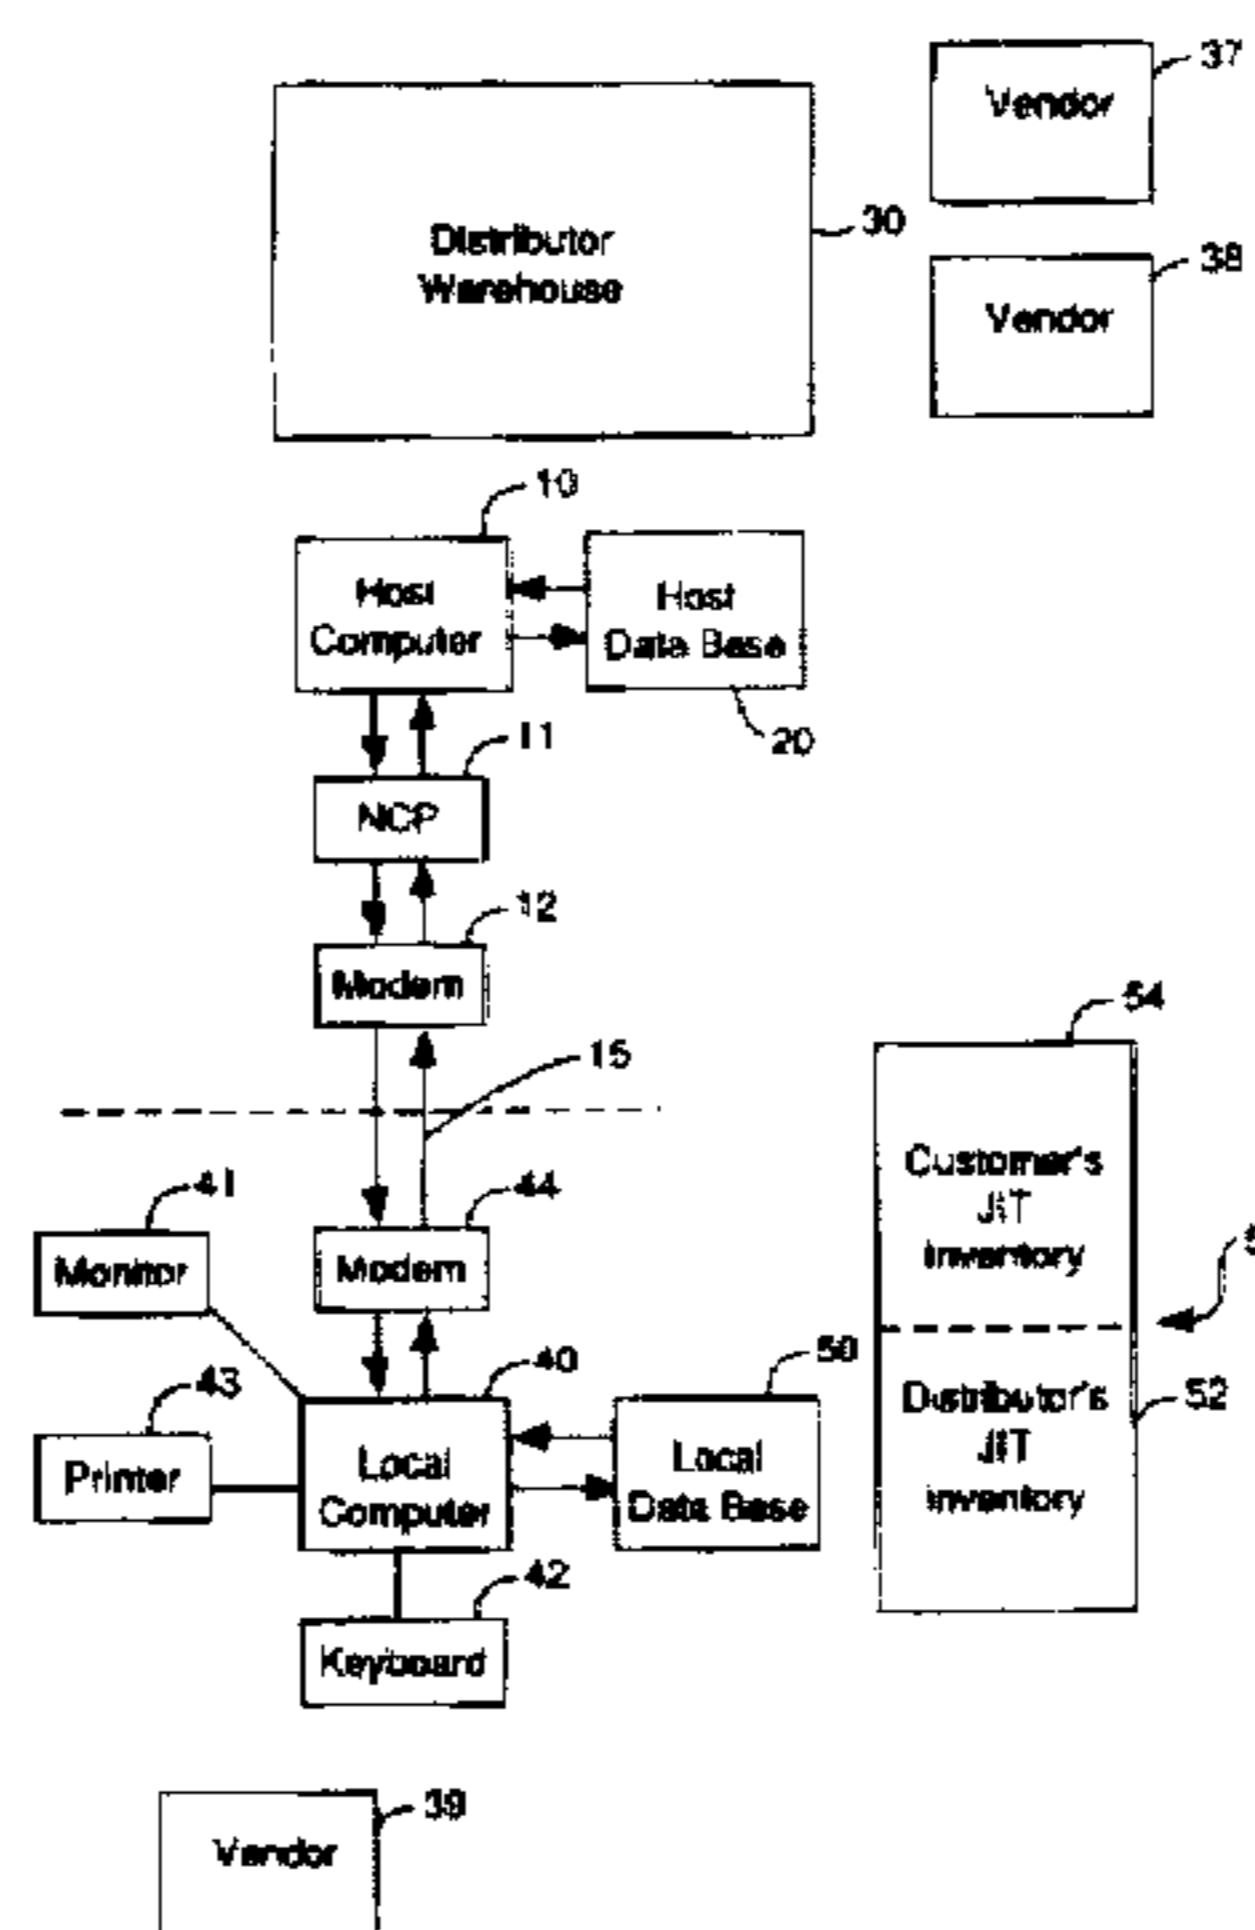 37
Vendor
Distributor
Warehouse
30
38
Vendor
10
Host
Computer
Host
Data Base
20
11
NCP
12
Modem
54
15
Customer's
JIT
Inventory
41
44
Monitor
Modem
40
50
43
Distributor's
JIT
Inventory
52
Printer
Local
Computer
Local
Data Base
42
Keyboard
39
Vendor